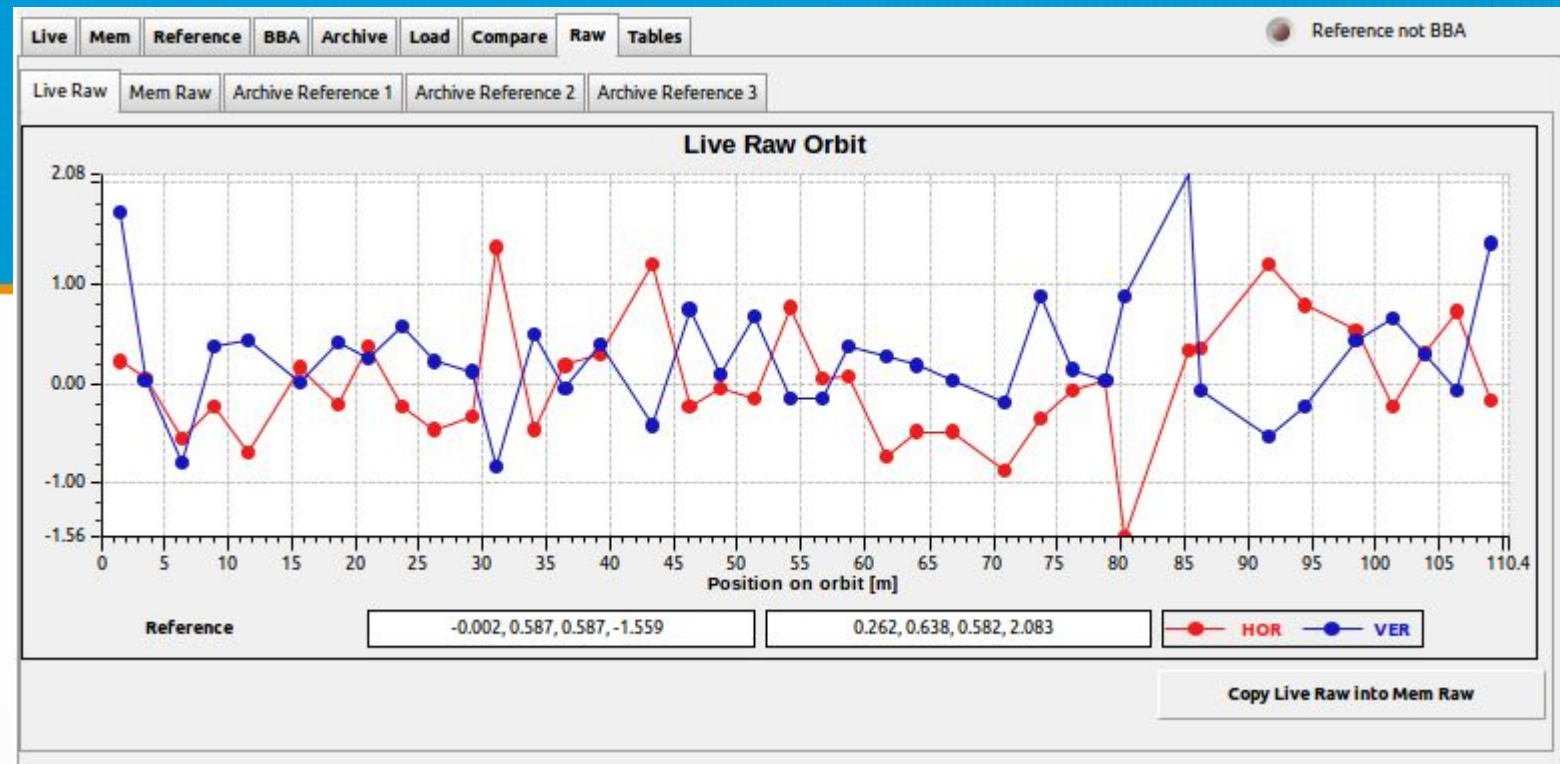 Live Mem Reference BBA Archive Load Compare Raw Tables Reference not BBA
Live Raw Mem Raw Archive Reference 1 Archive Reference 2 Archive Reference 3
Live Raw Orbit
2.08
1.00
0.00
-1.00
-1.56
0 5 10 15 20 25 30 35 40 45 50 55 60 65 70 75 80 85 90 95 100 105 110.4
Position on orbit [m]
Reference -0.002, 0.587, 0.587, -1.559 0.262, 0.638, 0.582, 2.083 HOR VER
Copy Live Raw into Mem Raw